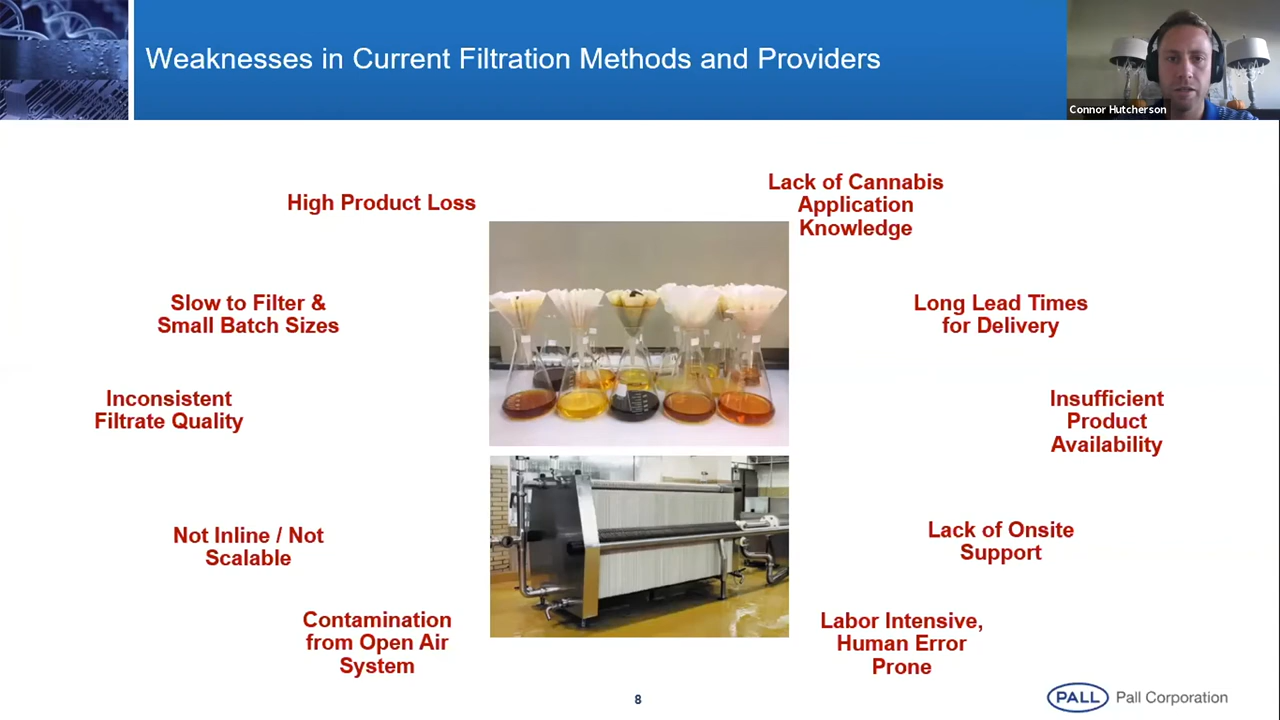 Weaknesses in Current Filtration Methods and Providers
Connor Hutcherson
High Product Loss
Lack of Cannabis
Application
Knowledge
Slow to Filter &
Small Batch Sizes
Long Lead Times
for Delivery
Inconsistent
Filtrate Quality
Insufficient
Product
Availability
Not Inline / Not
Scalable
Lack of Onsite
Support
Contamination
from Open Air
System
Labor Intensive,
Human Error
Prone
8
PALL Pall Corporation